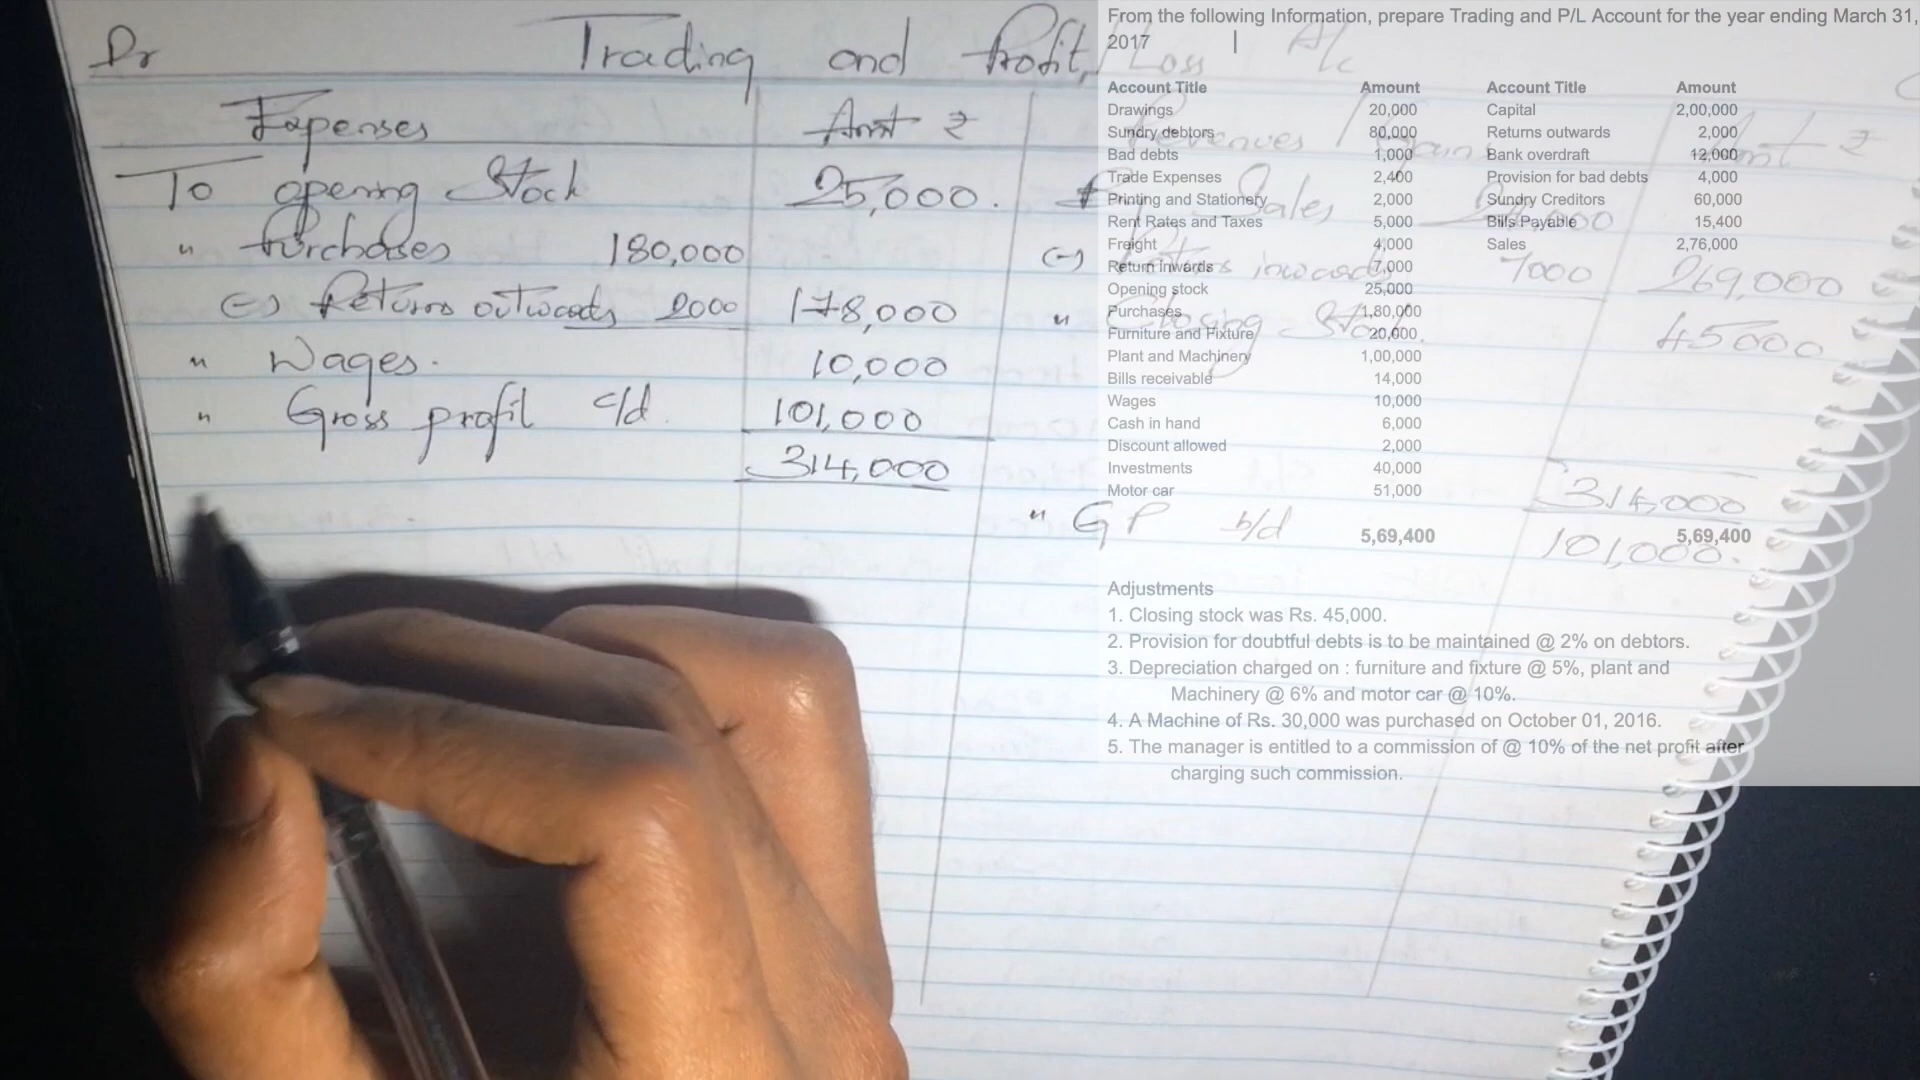 Dr Trading and Profit, Loss A/c
Expenses Amt ₹
To opening Stock 25,000.
" Purchases 180,000
(-) Returns outwards 2000 178,000
" Wages. 10,000
" Gross profit c/d. 101,000
314,000
Revenues / Gain Amt ₹
Sales
(-) inwards 7000 269,000
" Closing Stock 45000
314,000
" GP b/d 101,000.
From the following Information, prepare Trading and P/L Account for the year ending March 31,
2017
Account Title Amount Account Title Amount
Drawings 20,000 Capital 2,00,000
Sundry debtors 80,000 Returns outwards 2,000
Bad debts 1,000 Bank overdraft 12,000
Trade Expenses 2,400 Provision for bad debts 4,000
Printing and Stationety 2,000 Sundry Creditors 60,000
Rent Rates and Taxes 5,000 Bills Payable 15,400
Freight 4,000 Sales 2,76,000
Return inwards 7,000
Opening stock 25,000
Purchases 1,80,000
Furniture and Fixture 20,000
Plant and Machinery 1,00,000
Bills receivable 14,000
Wages 10,000
Cash in hand 6,000
Discount allowed 2,000
Investments 40,000
Motor car 51,000
5,69,400 5,69,400
Adjustments
1. Closing stock was Rs. 45,000.
2. Provision for doubtful debts is to be maintained @ 2% on debtors.
3. Depreciation charged on : furniture and fixture @ 5%, plant and
Machinery @ 6% and motor car @ 10%.
4. A Machine of Rs. 30,000 was purchased on October 01, 2016.
5. The manager is entitled to a commission of @ 10% of the net profit after
charging such commission.